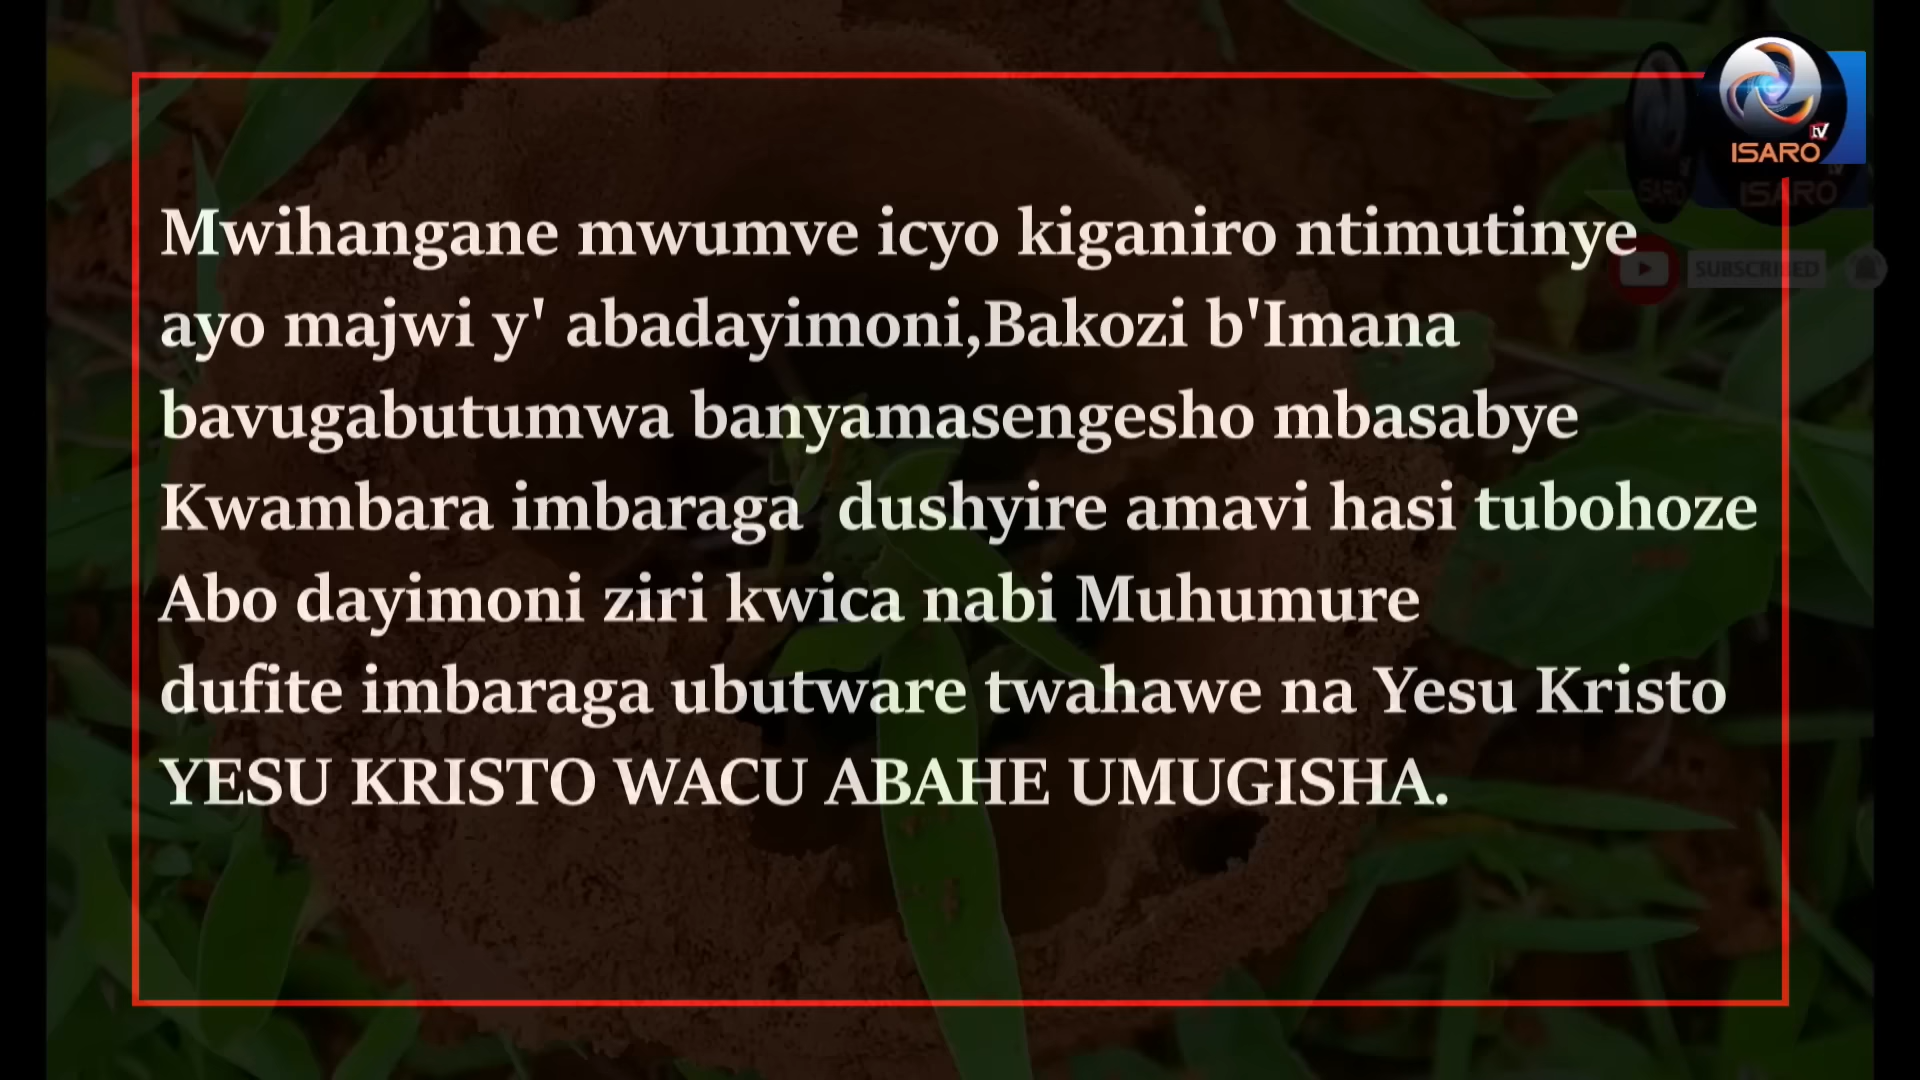 tv
ISARO
SUBSCRIBED
Mwihangane mwumve icyo kiganiro ntimutinye
ayo majwi y' abadayimoni,Bakozi b'Imana
bavugabutumwa banyamasengesho mbasabye
Kwambara imbaraga  dushyire amavi hasi tubohoze
Abo dayimoni ziri kwica nabi Muhumure
dufite imbaraga ubutware twahawe na Yesu Kristo
YESU KRISTO WACU ABAHE UMUGISHA.